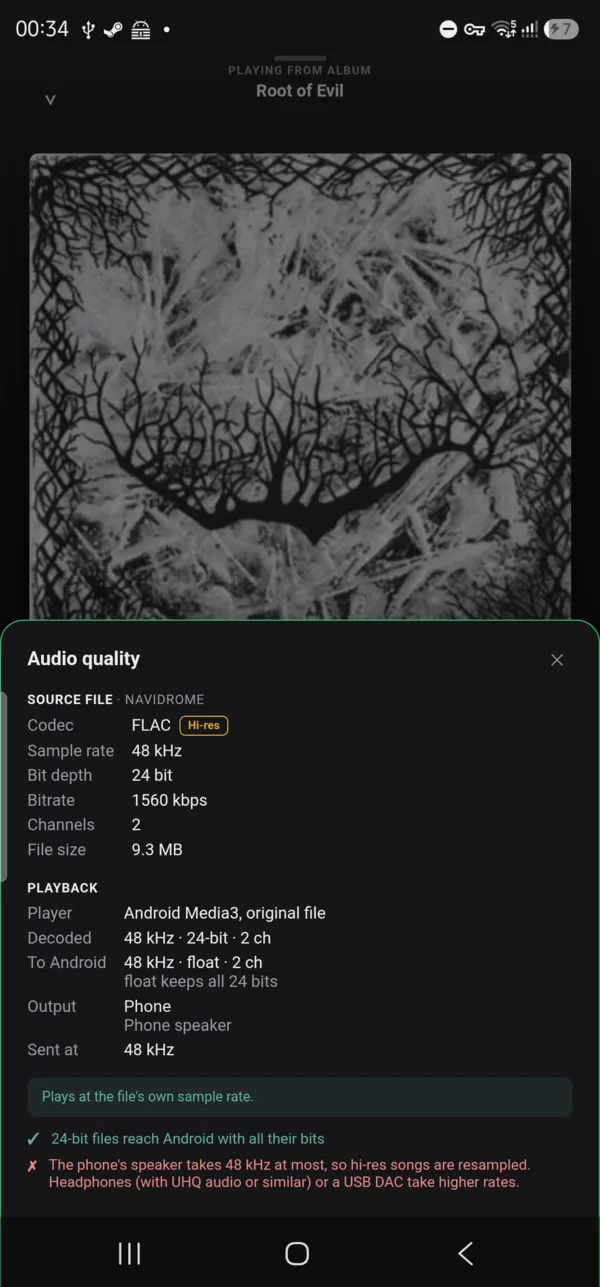 00:34
5
7
PLAYING FROM ALBUM
Root of Evil
Audio quality
SOURCE FILE · NAVIDROME
Codec FLAC Hi-res
Sample rate 48 kHz
Bit depth 24 bit
Bitrate 1560 kbps
Channels 2
File size 9.3 MB
PLAYBACK
Player Android Media3, original file
Decoded 48 kHz · 24-bit · 2 ch
To Android 48 kHz · float · 2 ch
float keeps all 24 bits
Output Phone
Phone speaker
Sent at 48 kHz
Plays at the file's own sample rate.
✓ 24-bit files reach Android with all their bits
✗ The phone's speaker takes 48 kHz at most, so hi-res songs are resampled.
Headphones (with UHQ audio or similar) or a USB DAC take higher rates.